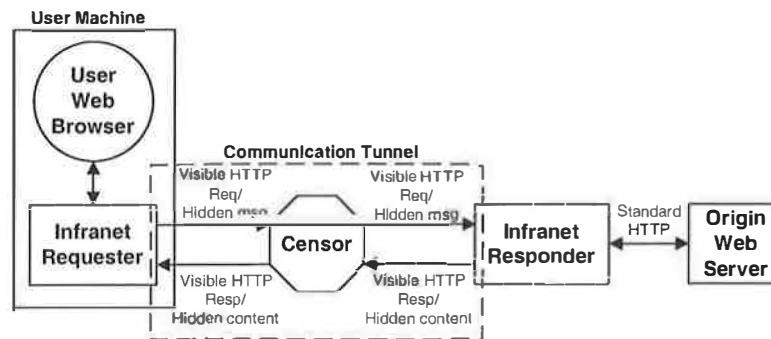 User Machine
User
Web
Browser
Communication Tunnel
Visible HTTP
Req/
Hidden msg
Visible HTTP
Req/
Hidden msg
Infranet
Requester
Censor
Infranet
Responder
Standard
HTTP
Origin
Web
Server
Visible HTTP
Resp/
Hidden content
Visible HTTP
Resp/
Hidden content